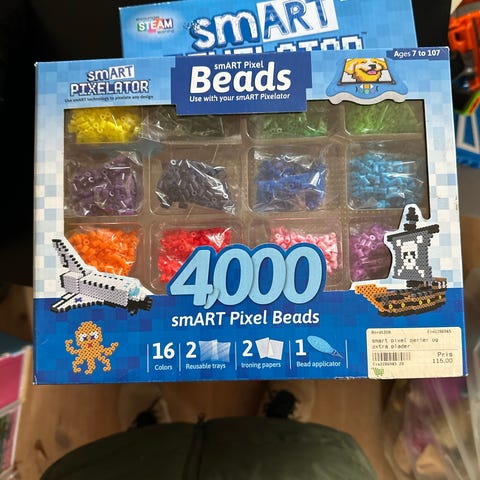 STEAM
smART
PIXELATOR
smART
PIXELATOR™
Use smART technology to pixelate any design
smART Pixel
Beads
Use with your smART Pixelator
Ages 7 to 107
4,000
smART Pixel Beads
16
Colors
2
Reusable trays
2
Ironing papers
1
Bead applicator
smart pixel perler og
extra plader
Pris
115,00